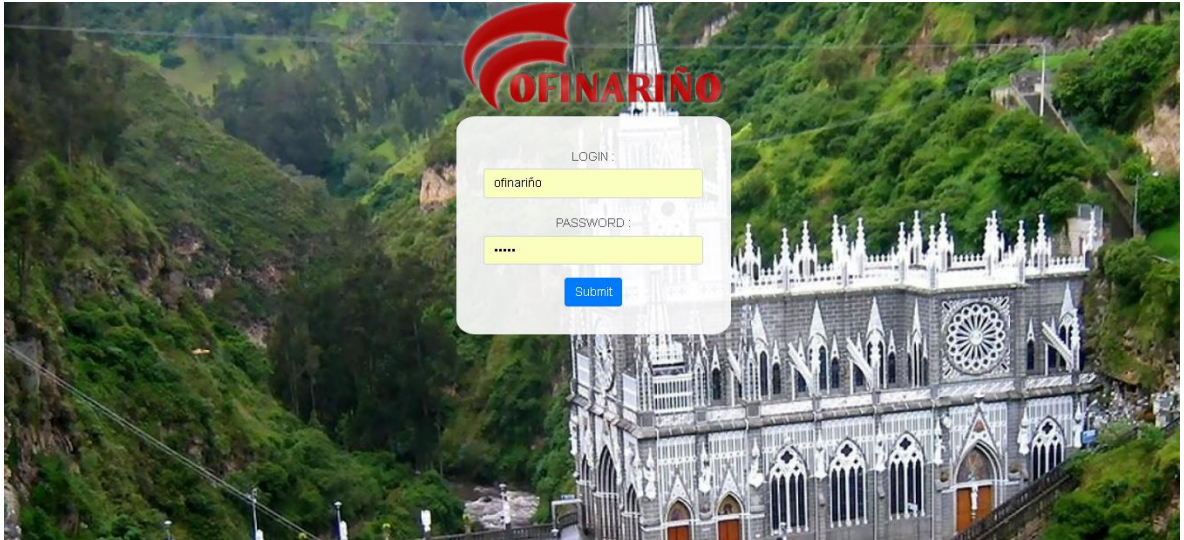 OFINARIÑO
LOGIN :
ofinariño
PASSWORD :
•••••
Submit